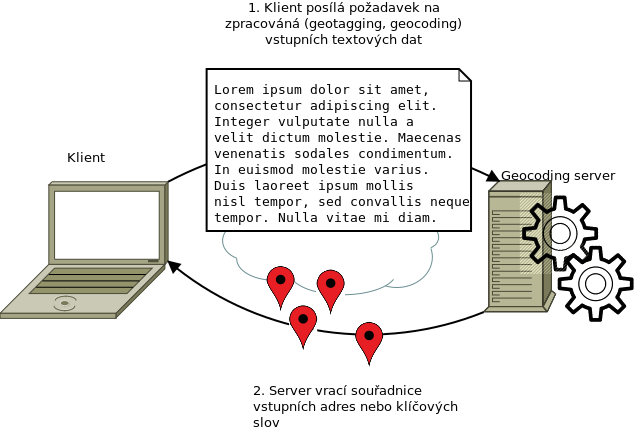 1. Klient posílá požadavek na
zpracováná (geotagging, geocoding)
vstupních textových dat
Lorem ipsum dolor sit amet,
consectetur adipiscing elit.
Integer vulputate nulla a
velit dictum molestie. Maecenas
venenatis sodales condimentum.
In euismod molestie varius.
Duis laoreet ipsum mollis
nisl tempor, sed convallis neque
tempor. Nulla vitae mi diam.
Klient
Geocoding server
2. Server vrací souřadnice
vstupních adres nebo klíčových
slov